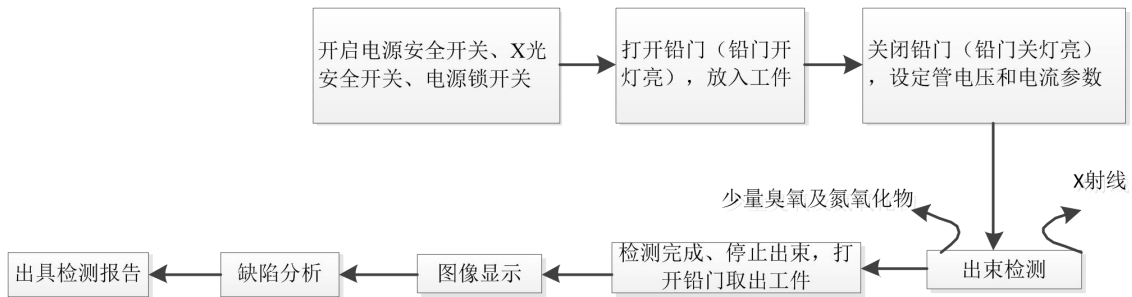 开启电源安全开关、X光
安全开关、电源锁开关
打开铅门（铅门开
灯亮），放入工件
关闭铅门（铅门关灯亮）
，设定管电压和电流参数
少量臭氧及氮氧化物
X射线
出束检测
检测完成、停止出束，打
开铅门取出工件
图像显示
缺陷分析
出具检测报告